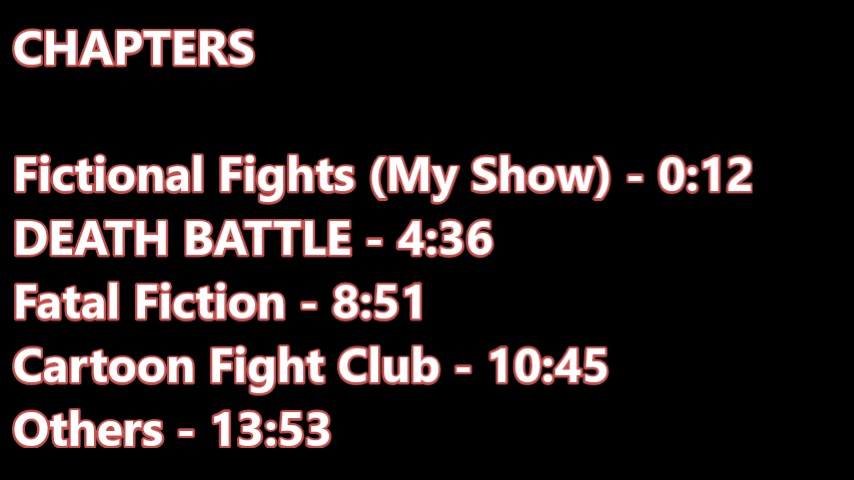 CHAPTERS
Fictional Fights (My Show) - 0:12
DEATH BATTLE - 4:36
Fatal Fiction - 8:51
Cartoon Fight Club - 10:45
Others - 13:53